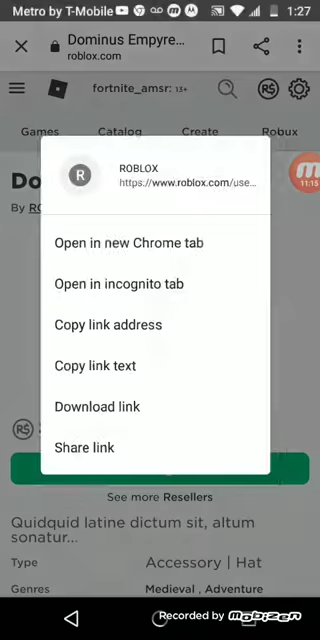 Metro by T-Mobile 1:27
Dominus Empyre...
roblox.com
fortnite_amsr: 13+
Games Catalog Create Robux
Do
By RO
ROBLOX
https://www.roblox.com/use...
11:15
Open in new Chrome tab
Open in incognito tab
Copy link address
Copy link text
Download link
Share link
See more Resellers
Quidquid latine dictum sit, altum
sonatur...
Type Accessory | Hat
Genres Medieval , Adventure
Recorded by mobizen